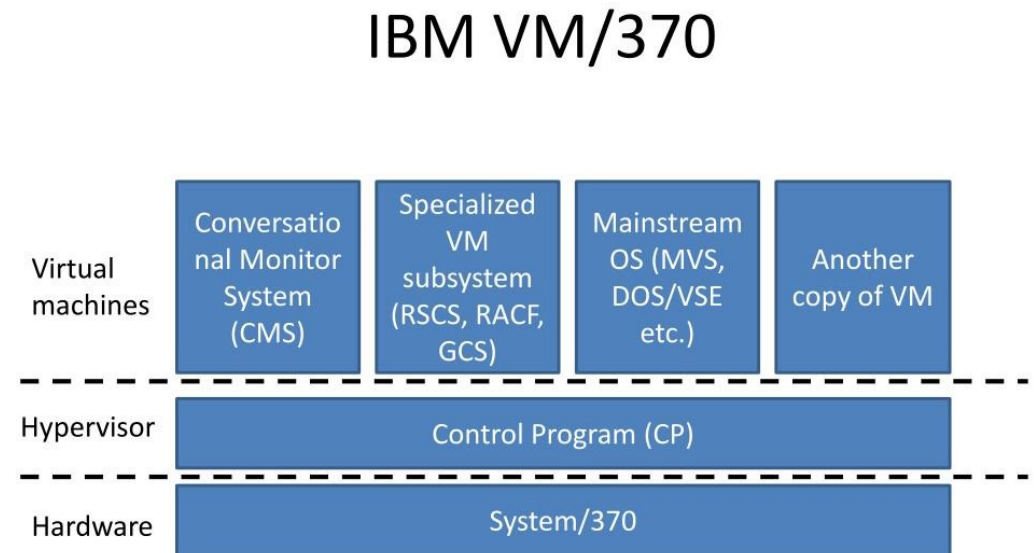 IBM VM/370
Virtual
machines
Conversatio
nal Monitor
System
(CMS)
Specialized
VM
subsystem
(RSCS, RACF,
GCS)
Mainstream
OS (MVS,
DOS/VSE
etc.)
Another
copy of VM
Hypervisor
Control Program (CP)
Hardware
System/370